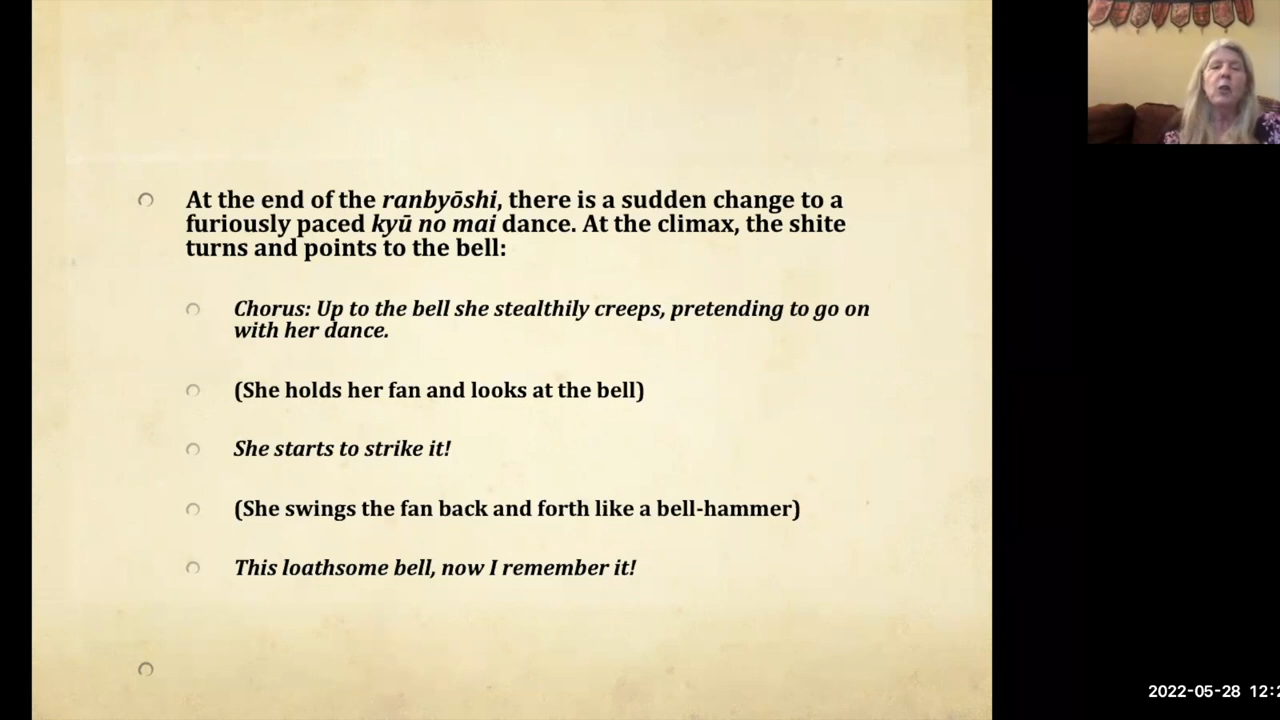 At the end of the ranbyōshi, there is a sudden change to a
furiously paced kyū no mai dance. At the climax, the shite
turns and points to the bell:
Chorus: Up to the bell she stealthily creeps, pretending to go on
with her dance.
(She holds her fan and looks at the bell)
She starts to strike it!
(She swings the fan back and forth like a bell-hammer)
This loathsome bell, now I remember it!
2022-05-28 12:2